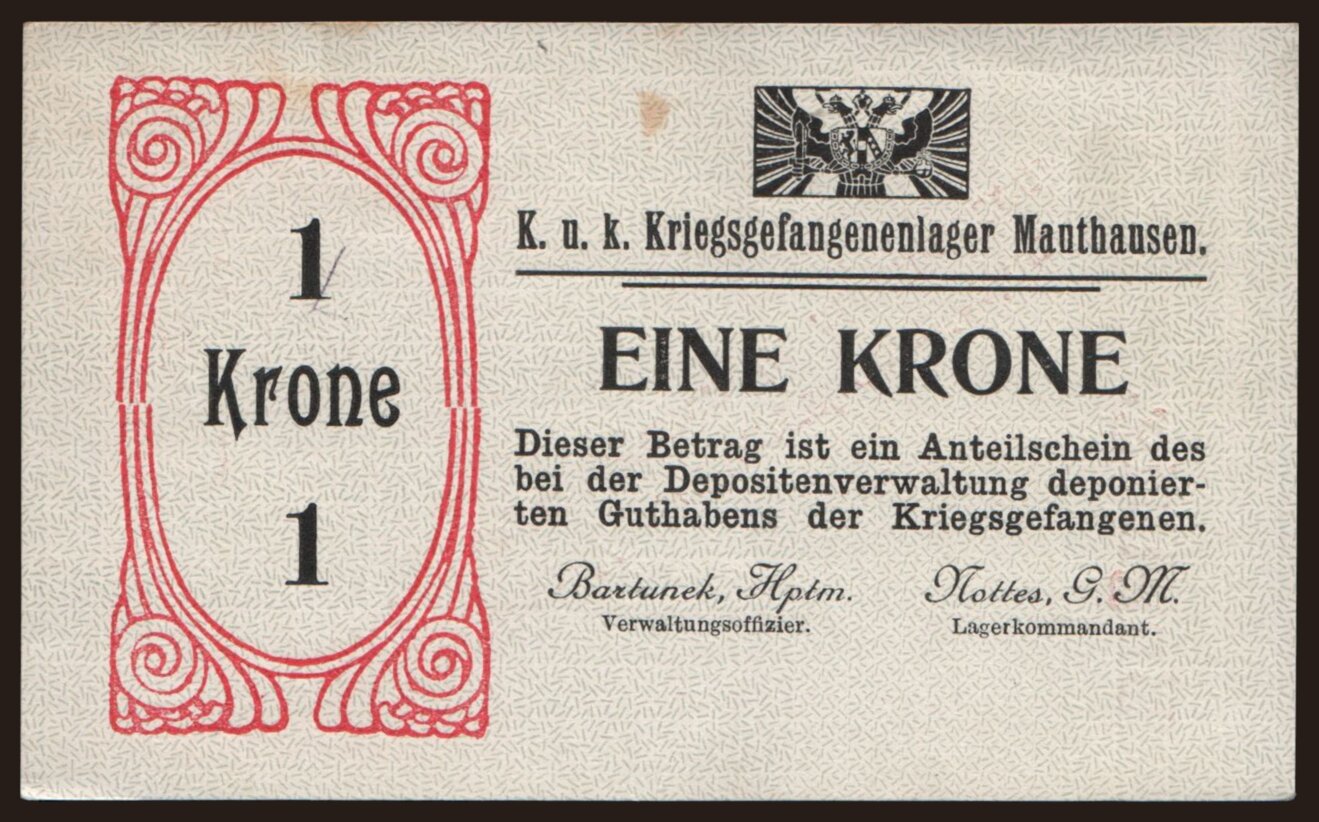 1
Krone
1
K. u. k. Kriegsgefangenenlager Mauthausen.
EINE KRONE
Dieser Betrag ist ein Anteilschein des
bei der Depositenverwaltung deponier-
ten Guthabens der Kriegsgefangenen.
Bartunek, Hptm.
Verwaltungsoffizier.
Nottes, G. M.
Lagerkommandant.